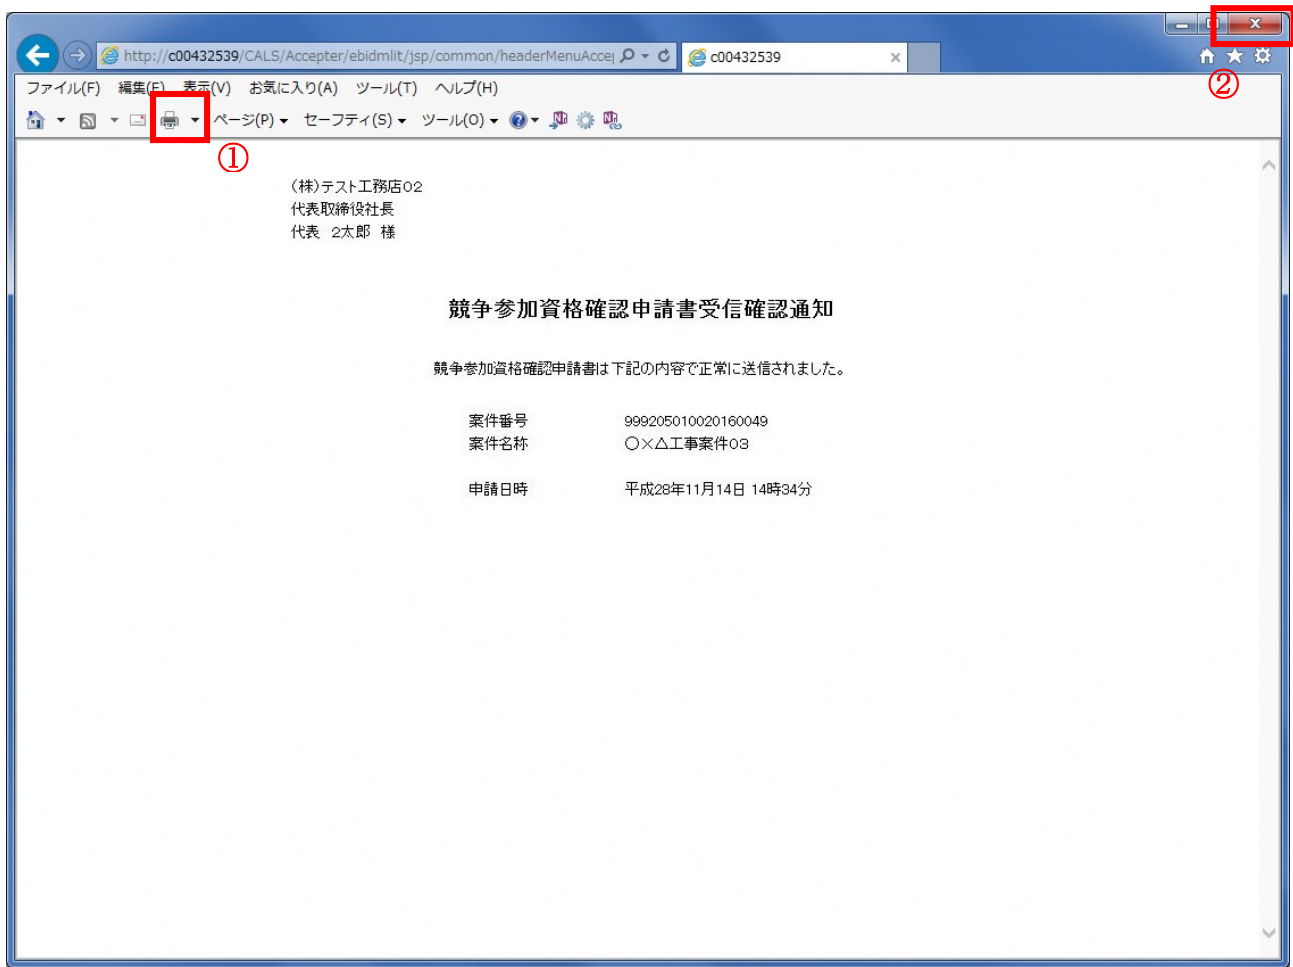 http://c00432539/CALS/Accepter/ebidmlit/jsp/common/headerMenuAccep
c00432539
ファイル(F) 編集(E) 表示(V) お気に入り(A) ツール(T) ヘルプ(H)
②
ページ(P) セーフティ(S) ツール(O)
①
(株)テスト工務店02
代表取締役社長
代表 2太郎 様
競争参加資格確認申請書受信確認通知
競争参加資格確認申請書は下記の内容で正常に送信されました。
案件番号 999205010020160049
案件名称 ○×△工事案件03
申請日時 平成28年11月14日 14時34分